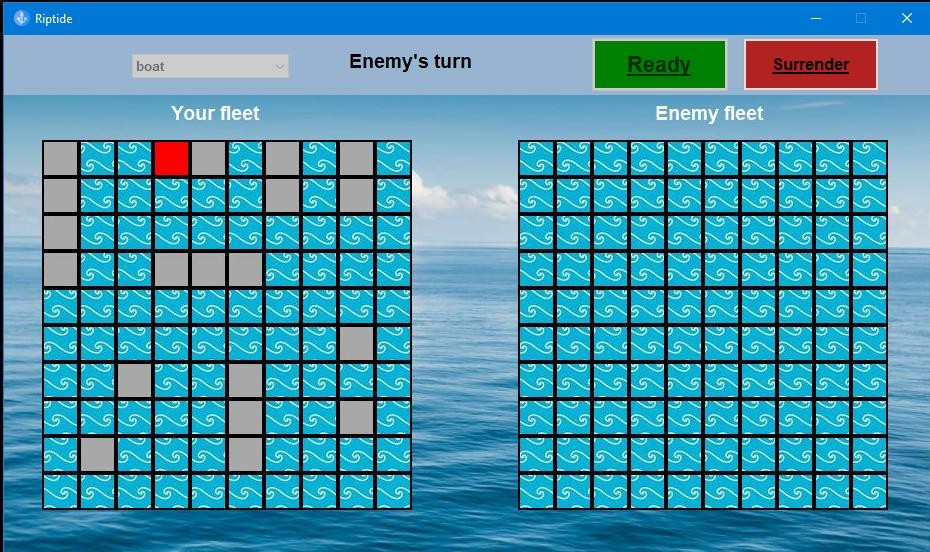 Riptide
boat
Enemy's turn
Ready
Surrender
Your fleet
Enemy fleet